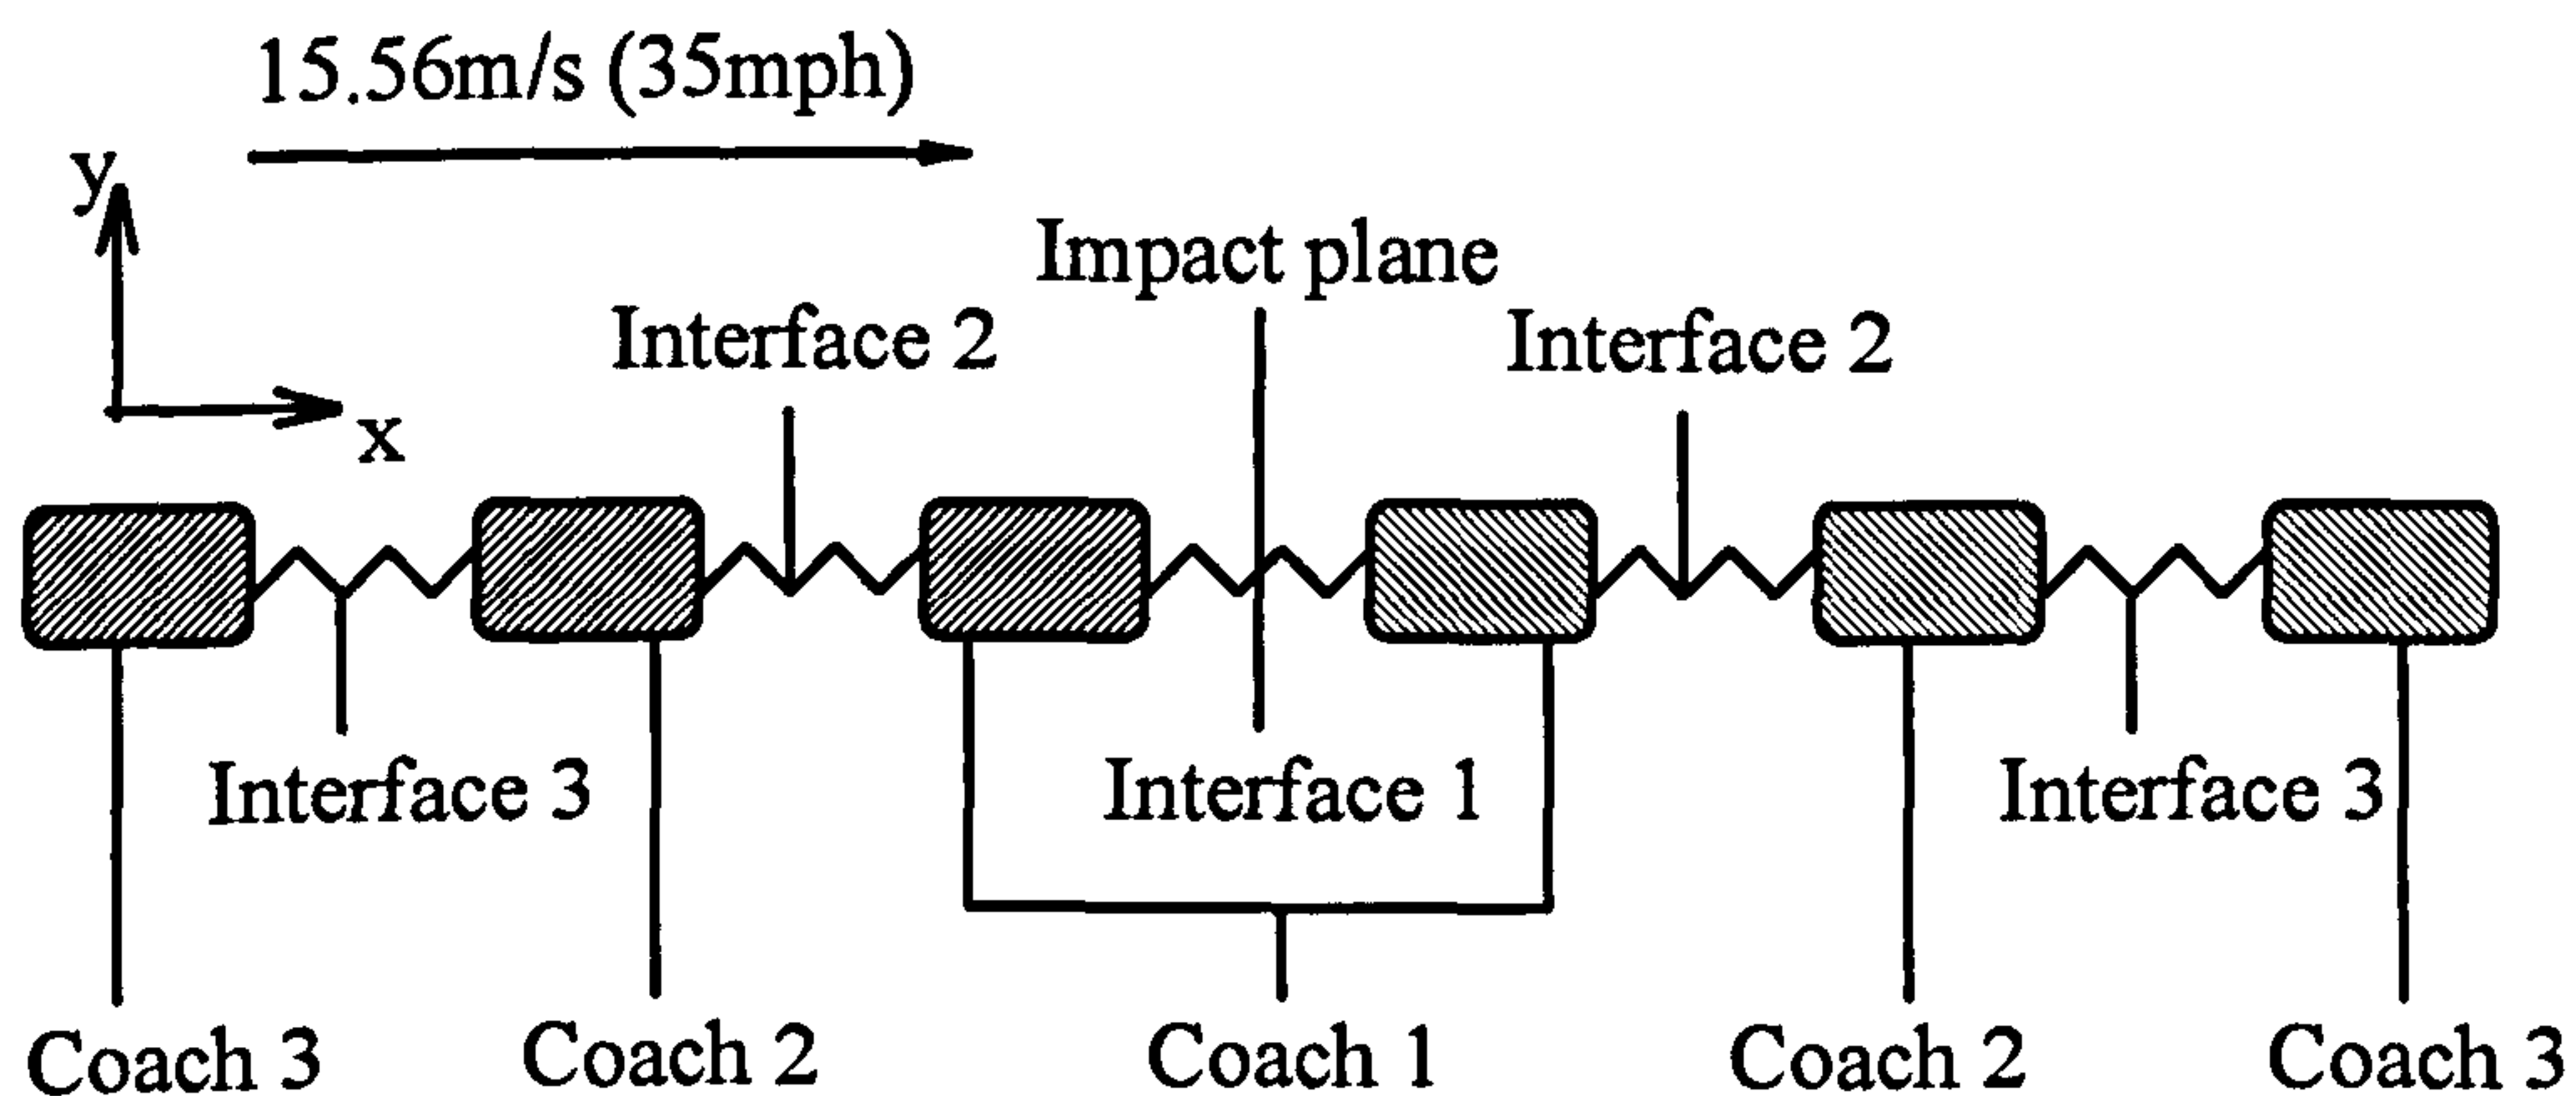 15.56m/s (35mph)
y
x
Impact plane
Interface 2
Interface 2
Interface 3
Interface 1
Interface 3
Coach 3
Coach 2
Coach 1
Coach 2
Coach 3